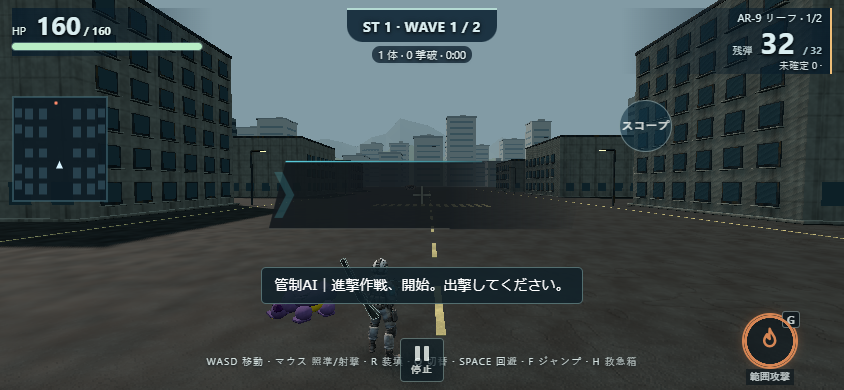 HP 160 / 160
ST 1 · WAVE 1 / 2
1 体 · 0 撃破 · 0:00
AR-9 リーフ · 1/2
残弾 32 / 32
未確定 0 ·
スコープ
管制AI｜進撃作戦、開始。出撃してください。
WASD 移動 · マウス 照準/射撃 · R 装填
· SPACE 回避 · F ジャンプ · H 救急箱
停止
G
範囲攻撃